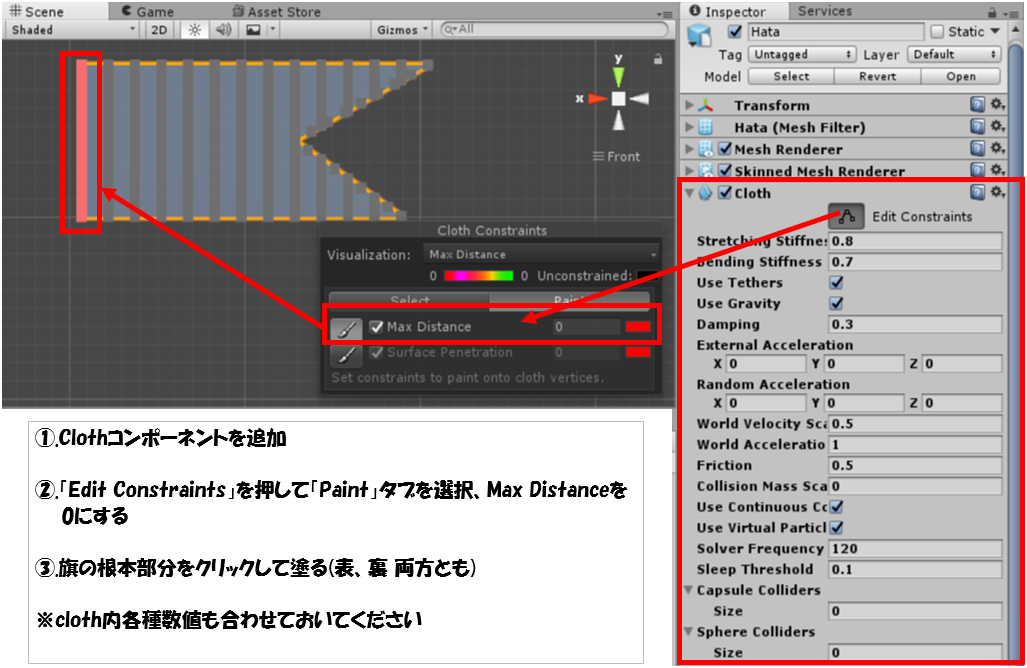 Scene
Game
Asset Store
Shaded
2D
Gizmos
All
y
x
Front
Cloth Constraints
Visualization: Max Distance
0 0 Unconstrained:
Select Paint
Max Distance 0
Surface Penetration 0
Set constraints to paint onto cloth vertices.
①.Clothコンポーネントを追加
②.「Edit Constraints」を押して「Paint」タブを選択、Max Distanceを
0にする
③.旗の根本部分をクリックして塗る(表、裏 両方とも)
※cloth内各種数値も合わせておいてください
Inspector
Services
Hata
Static
Tag Untagged Layer Default
Model Select Revert Open
Transform
Hata (Mesh Filter)
Mesh Renderer
Skinned Mesh Renderer
Cloth
Edit Constraints
Stretching Stiffne: 0.8
Bending Stiffness 0.7
Use Tethers
Use Gravity
Damping 0.3
External Acceleration
X 0 Y 0 Z 0
Random Acceleration
X 0 Y 0 Z 0
World Velocity Sca 0.5
World Acceleratio 1
Friction 0.5
Collision Mass Sca 0
Use Continuous Cc
Use Virtual Particl
Solver Frequency 120
Sleep Threshold 0.1
Capsule Colliders
Size 0
Sphere Colliders
Size 0